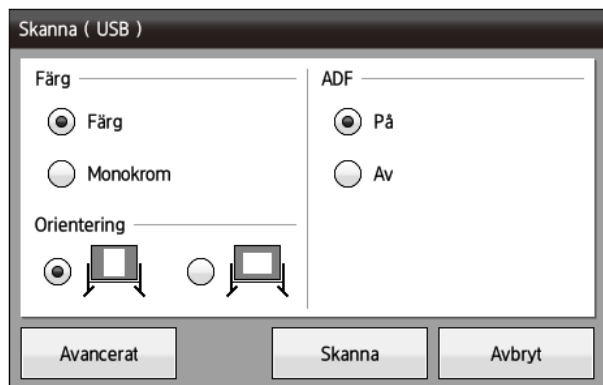 Skanna ( USB )
Färg
Färg
Monokrom
Orientering
ADF
På
Av
Avancerat
Skanna
Avbryt